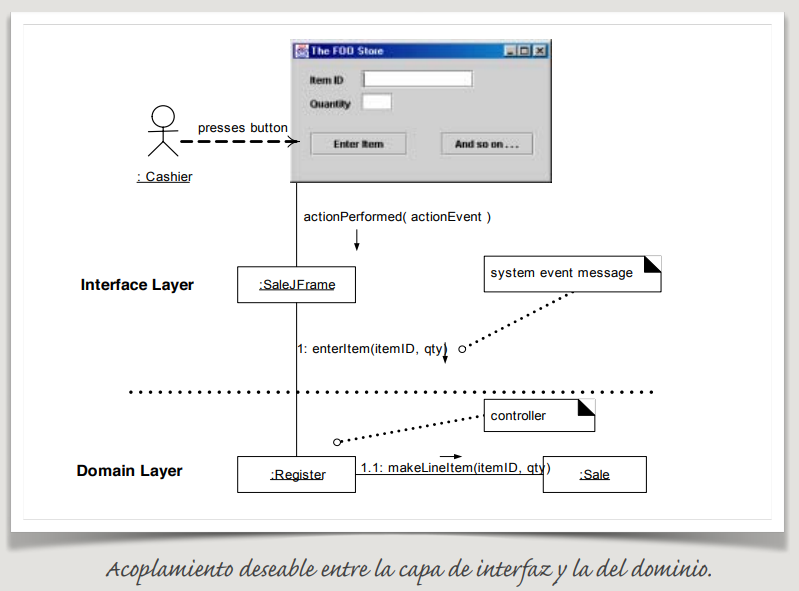 The FOO Store
Item ID
Quantity
Enter Item
And so on . . .
presses button
: Cashier
actionPerformed( actionEvent )
Interface Layer
:SaleJFrame
system event message
1: enterItem(itemID, qty)
controller
Domain Layer
:Register
1.1: makeLineItem(itemID, qty)
:Sale
Acoplamiento deseable entre la capa de interfaz y la del dominio.